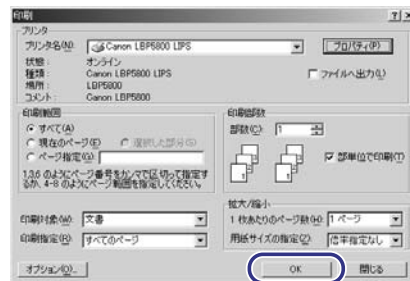 印刷
プリンタ
プリンタ名(N): Canon LBP5800 LIPS プロパティ(P)
状態: オンライン
種類: Canon LBP5800 LIPS ファイルへ出力(L)
場所: LBP5800
コメント: Canon LBP5800
印刷範囲
すべて(A)
現在のページ(E) 選択した部分(S)
ページ指定(G):
1,3,6 のようにページ番号をカンマで区切って指定す
るか、4-8 のようにページ範囲を指定してください。
印刷部数
部数(C): 1
部単位で印刷(T)
印刷対象(W): 文書
印刷指定(R): すべてのページ
拡大/縮小
1 枚あたりのページ数(H): 1 ページ
用紙サイズの指定(Z): 倍率指定なし
オプション(O)... OK 閉じる